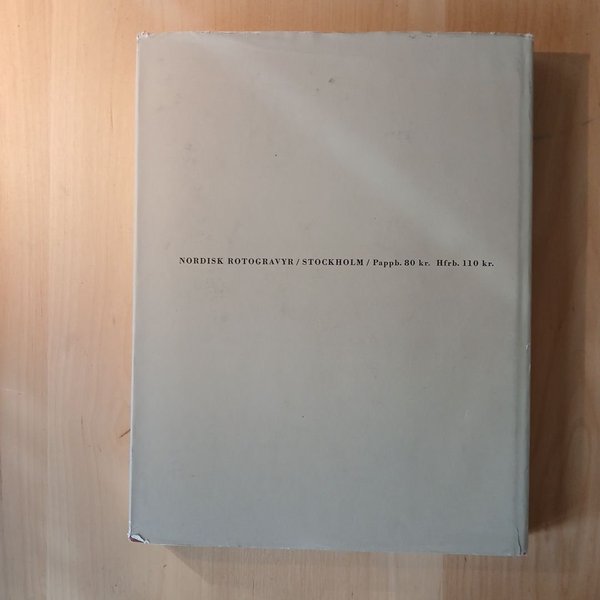 NORDISK ROTOGRAVYR / STOCKHOLM / Pappb. 80 kr. Hfrb. 110 kr.